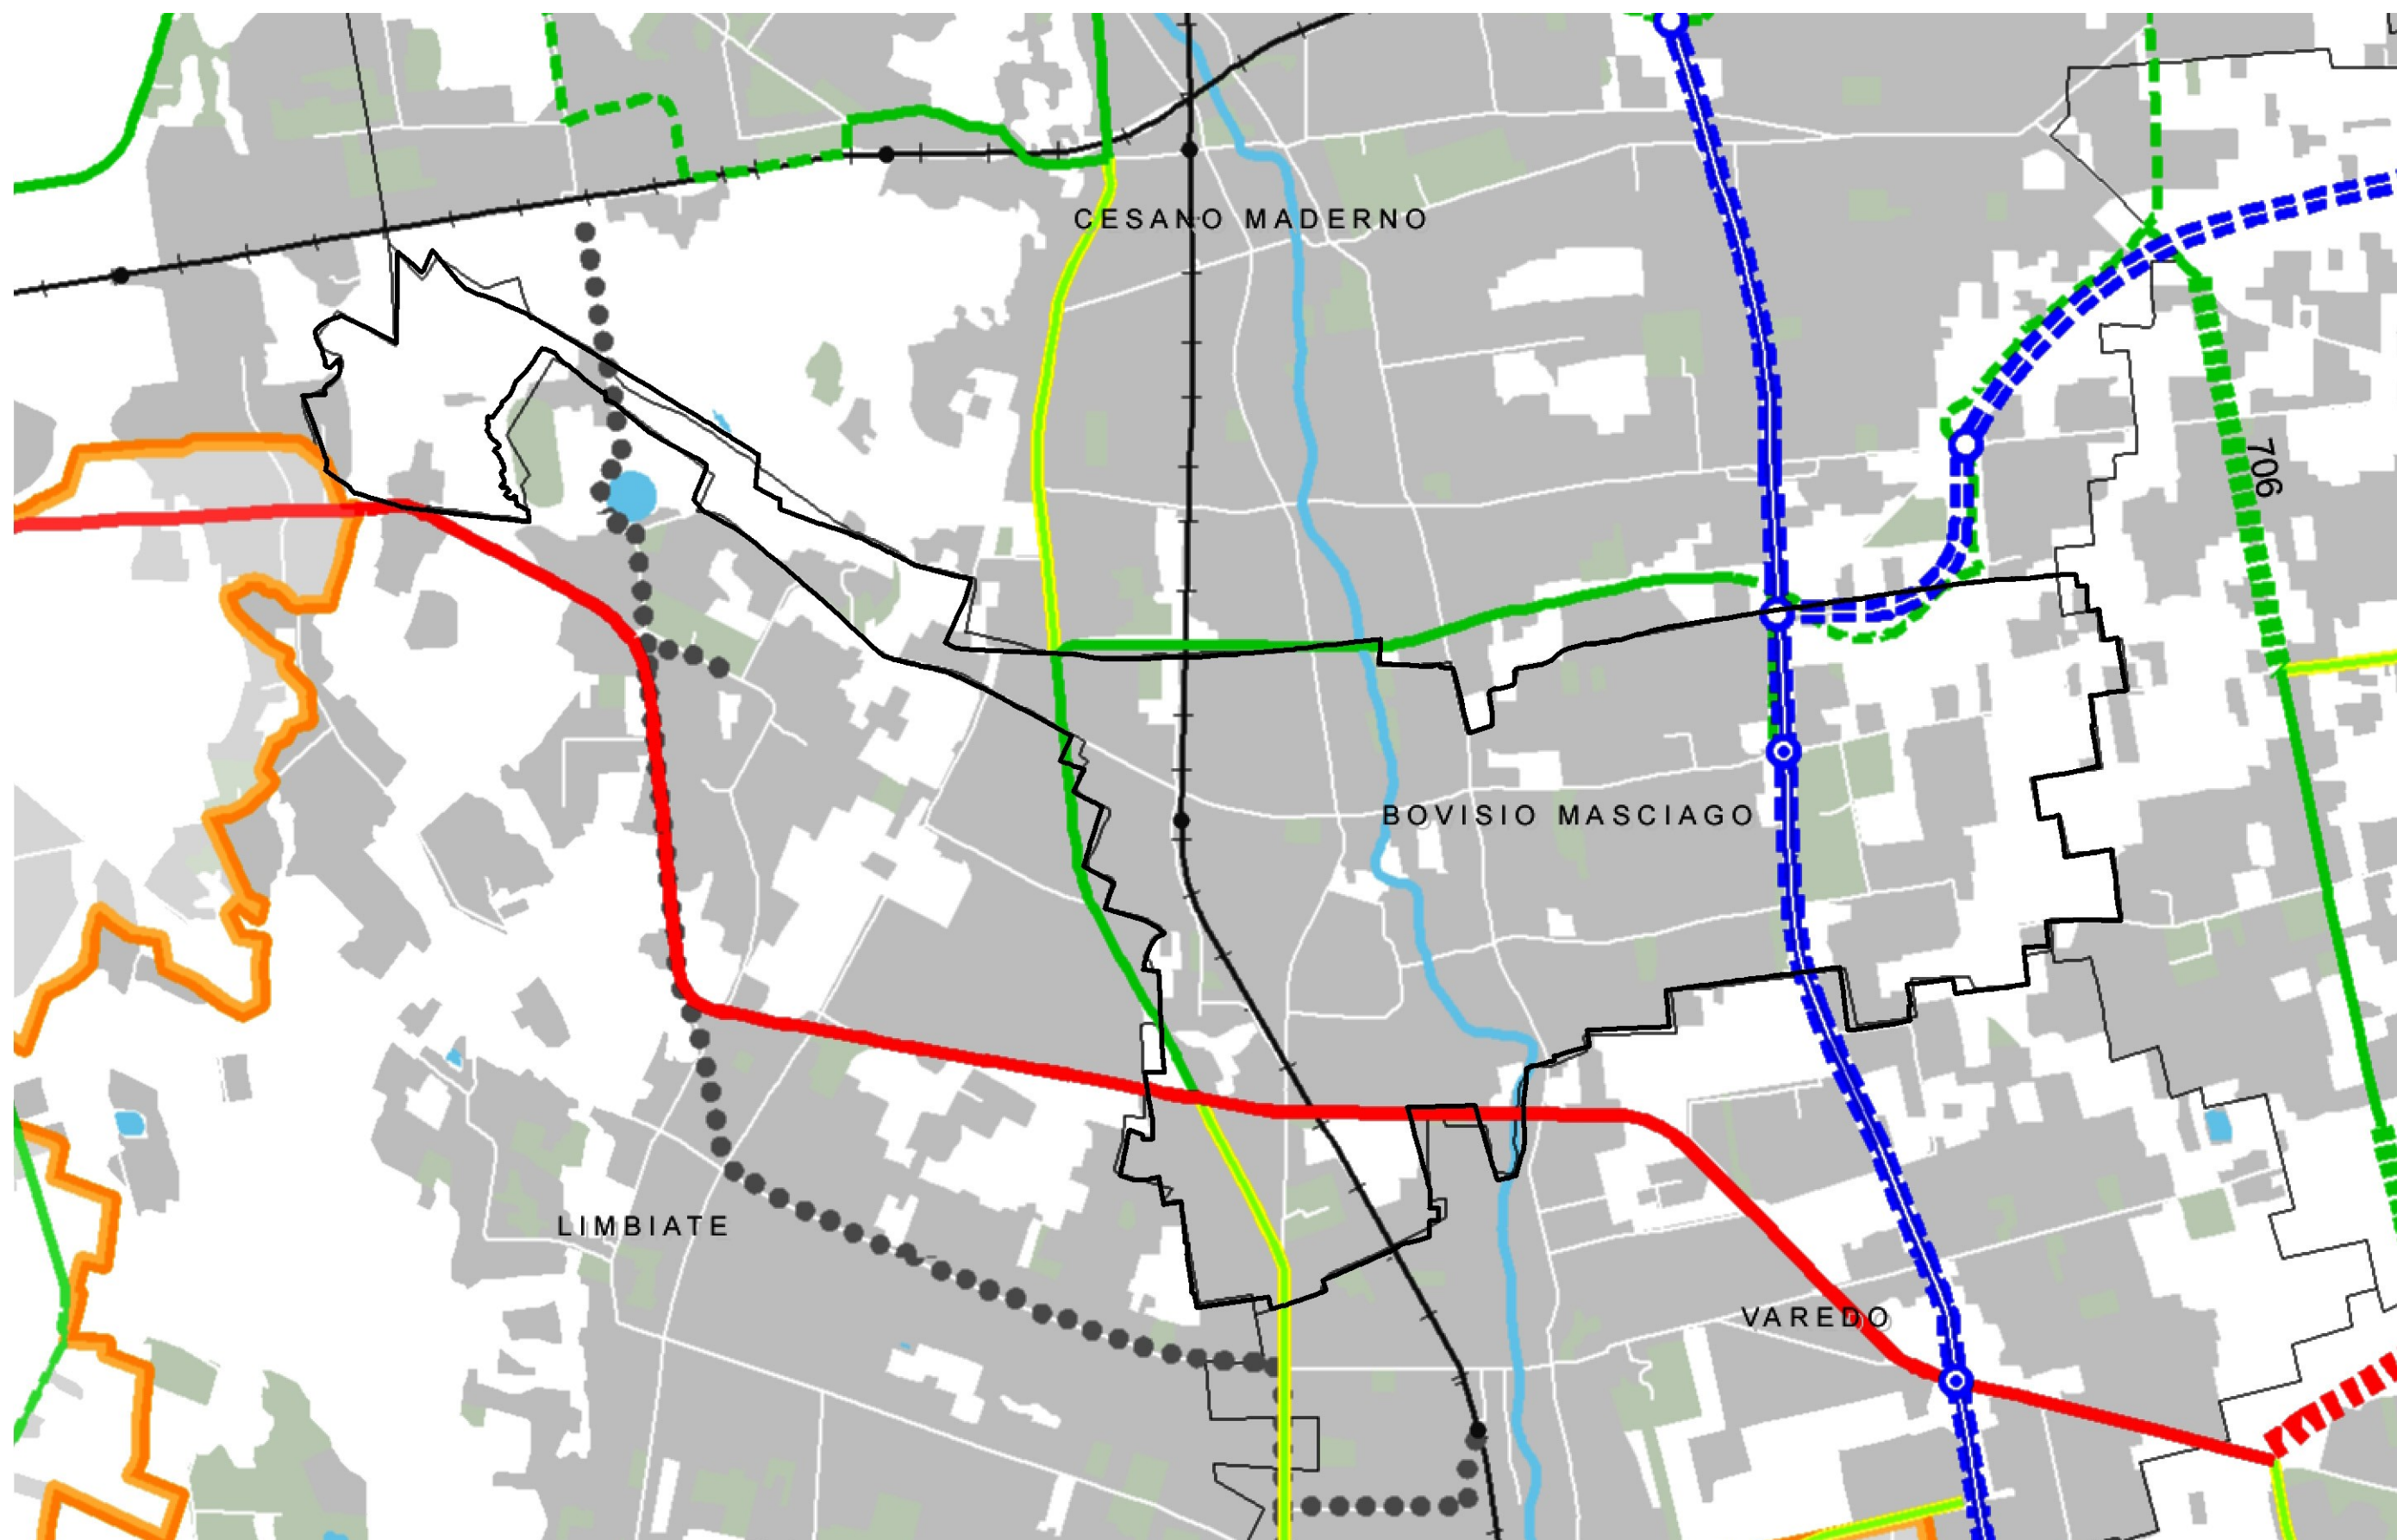 CESANO MADERNO
706
BOVISIO MASCIAGO
LIMBIATE
VAREDO